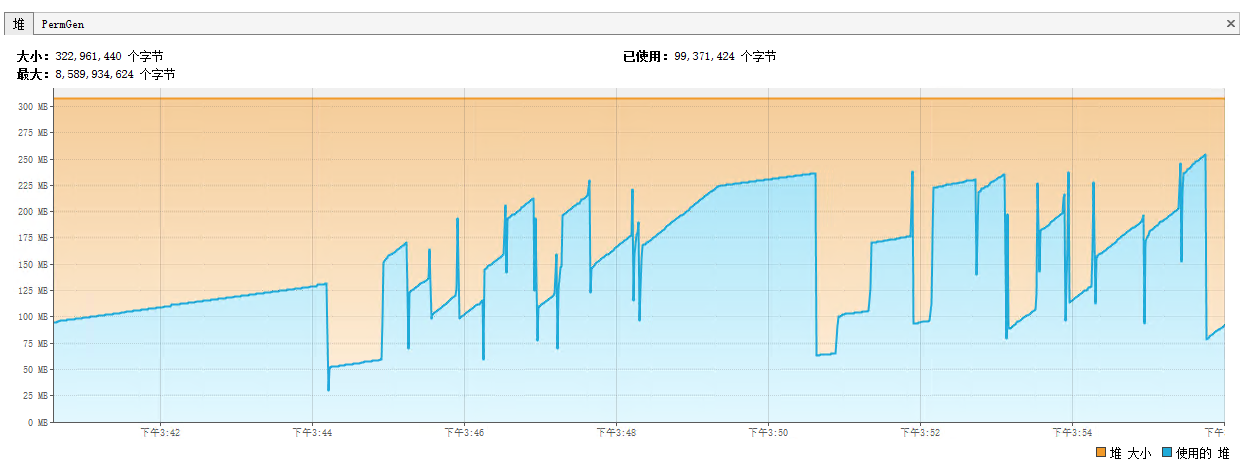 堆 PermGen ×
大小： 322,961,440 个字节 已使用： 99,371,424 个字节
最大： 8,589,934,624 个字节
300 MB
275 MB
250 MB
225 MB
200 MB
175 MB
150 MB
125 MB
100 MB
75 MB
50 MB
25 MB
0 MB
下午3:42 下午3:44 下午3:46 下午3:48 下午3:50 下午3:52 下午3:54 下午
堆 大小 使用的 堆